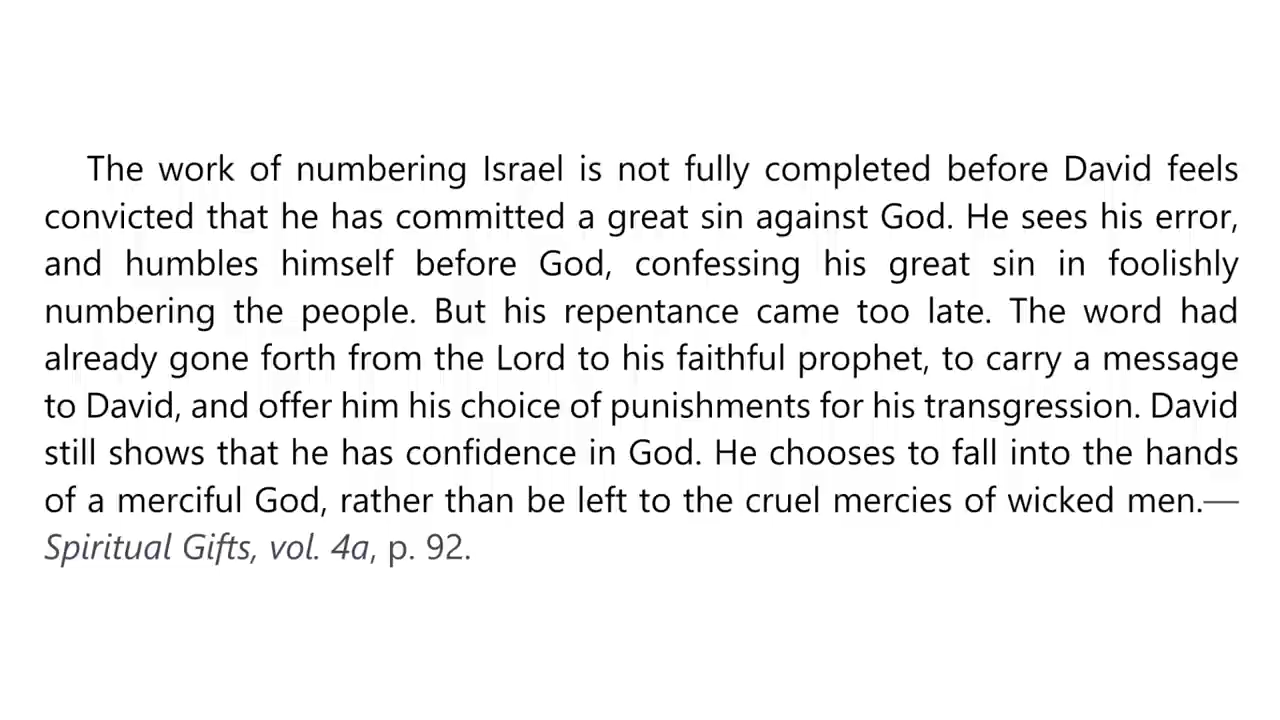 The work of numbering Israel is not fully completed before David feels
convicted that he has committed a great sin against God. He sees his error,
and humbles himself before God, confessing his great sin in foolishly
numbering the people. But his repentance came too late. The word had
already gone forth from the Lord to his faithful prophet, to carry a message
to David, and offer him his choice of punishments for his transgression. David
still shows that he has confidence in God. He chooses to fall into the hands
of a merciful God, rather than be left to the cruel mercies of wicked men.—
Spiritual Gifts, vol. 4a, p. 92.